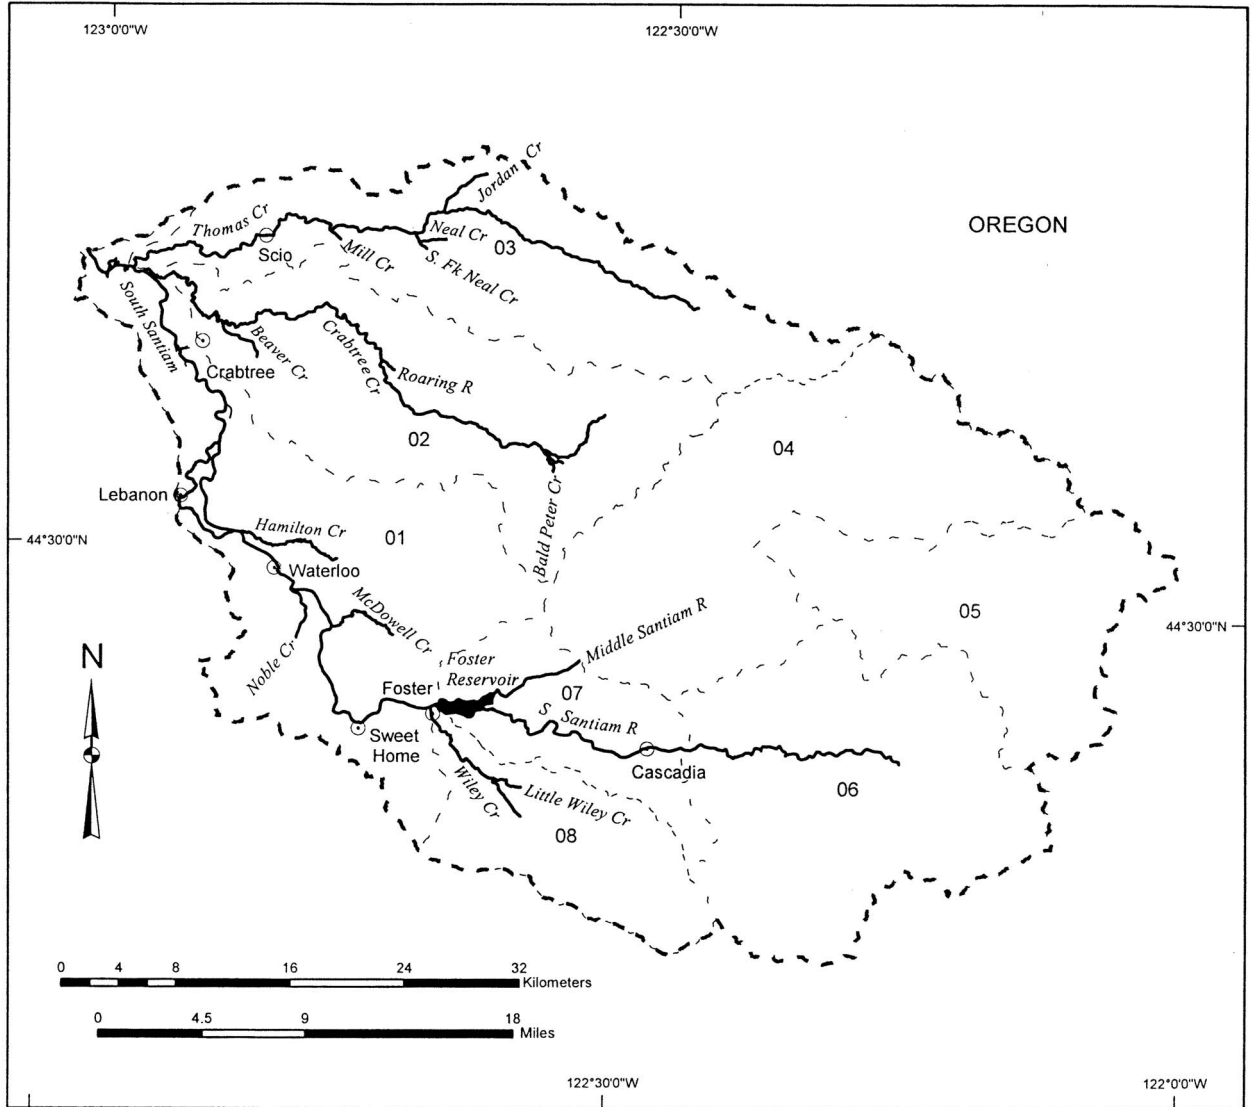 123°0'0"W
122°30'0"W
OREGON
Jordan Cr
Thomas Cr
Neal Cr
03
Scio
Mill Cr
S. Fk Neal Cr
South Santiam
Beaver Cr
Crabtree
Crabtree Cr
Roaring R
02
04
Lebanon
Bald Peter Cr
Hamilton Cr
01
44°30'0"N
Waterloo
McDowell Cr
05
44°30'0"N
Noble Cr
Middle Santiam R
Foster
Reservoir
N
Foster
07
S Santiam R
Sweet
Home
Cascadia
06
Wiley Cr
Little Wiley Cr
08
0 4 8 16 24 32
Kilometers
0 4.5 9 18
Miles
122°30'0"W
122°0'0"W